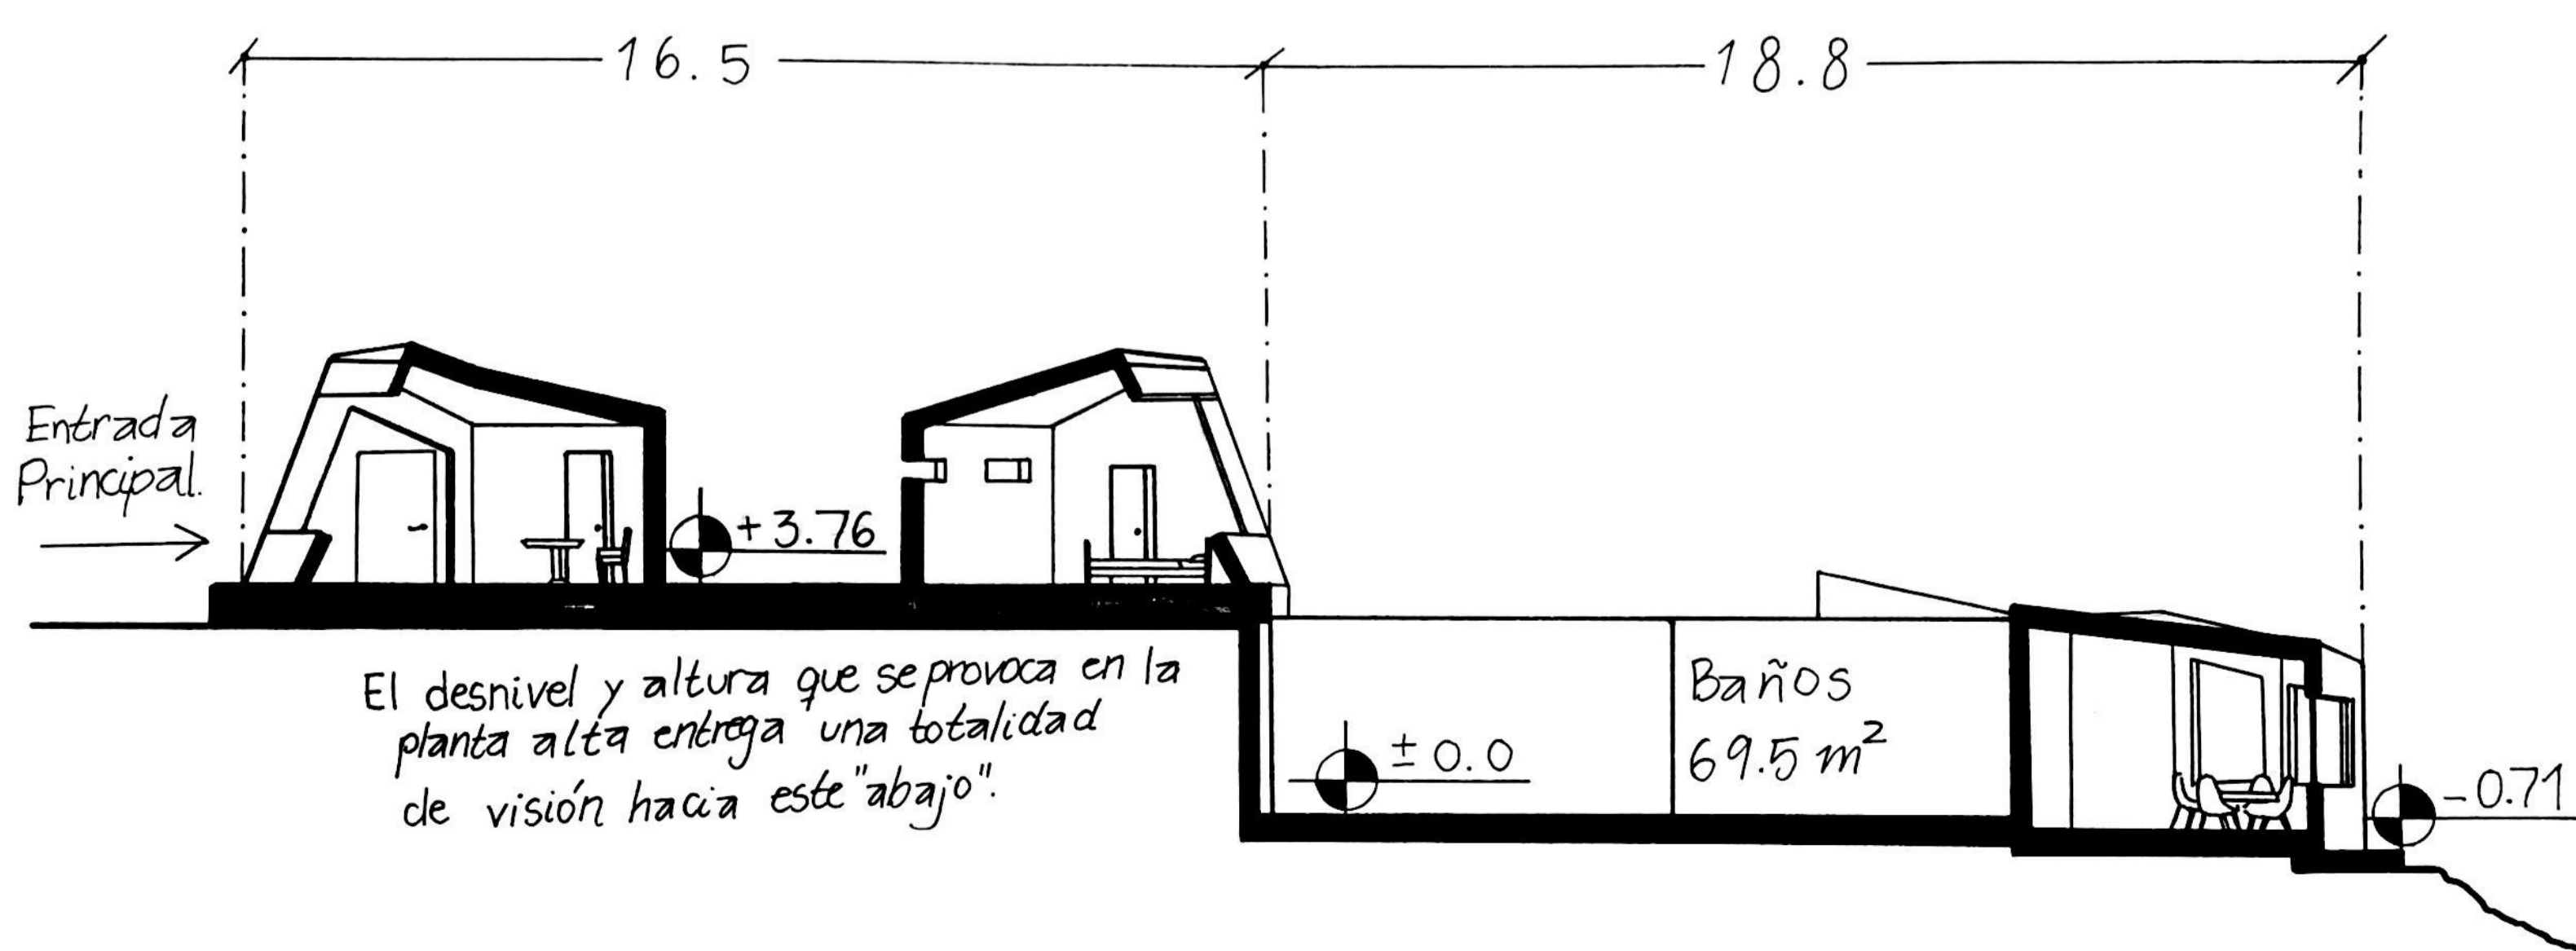 16.5
18.8
Entrada
Principal.
+3.76
El desnivel y altura que se provoca en la
planta alta entrega una totalidad
de visión hacia este "abajo".
Baños
69.5 m²
±0.0
-0.71